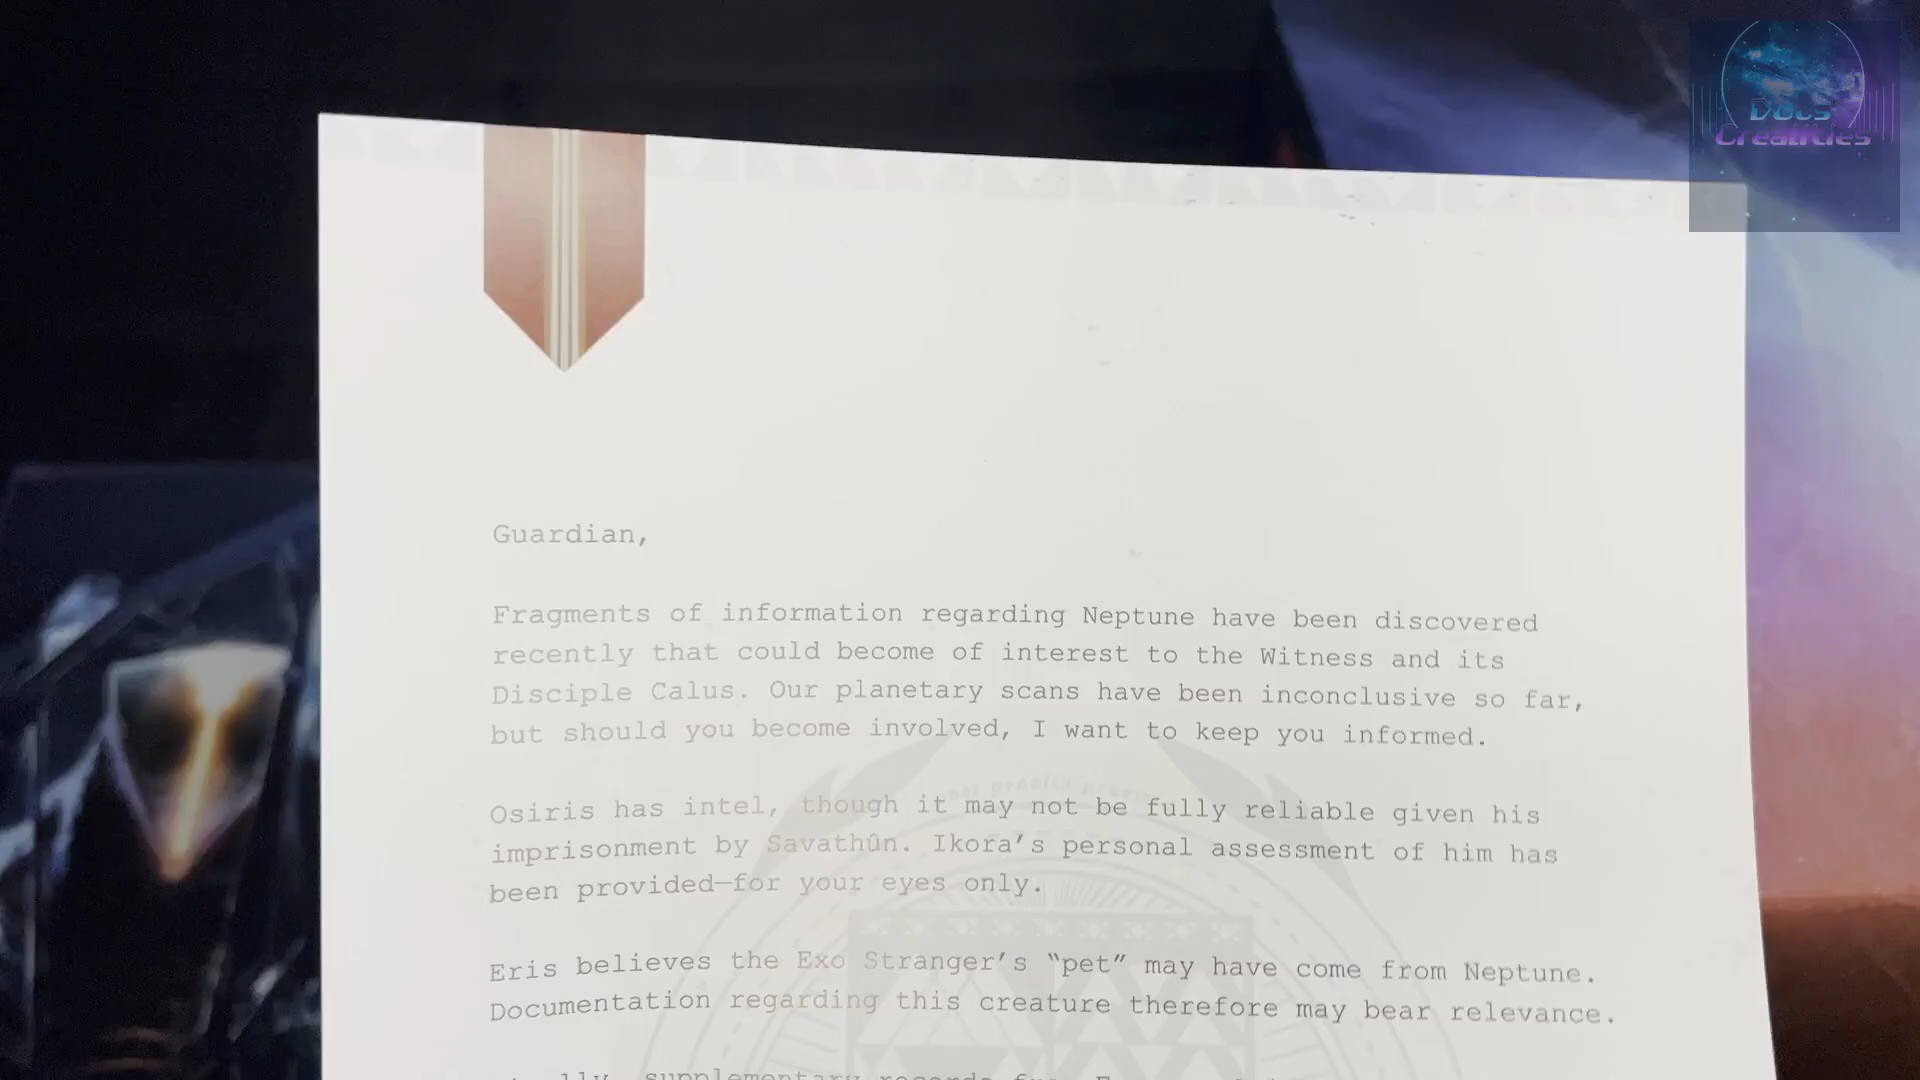 Docs
Creatities
Guardian,
Fragments of information regarding Neptune have been discovered
recently that could become of interest to the Witness and its
Disciple Calus. Our planetary scans have been inconclusive so far,
but should you become involved, I want to keep you informed.
Osiris has intel, though it may not be fully reliable given his
imprisonment by Savathûn. Ikora’s personal assessment of him has
been provided—for your eyes only.
Eris believes the Exo Stranger’s “pet” may have come from Neptune.
Documentation regarding this creature therefore may bear relevance.
supplementary